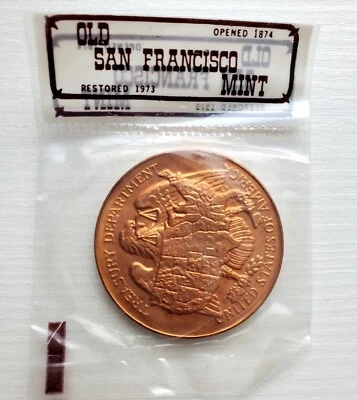 OLD
OPENED 1874
SAN FRANCISCO
MINT
RESTORED 1973
TREASURY DEPARTMENT
UNITED STATES OF AMERICA